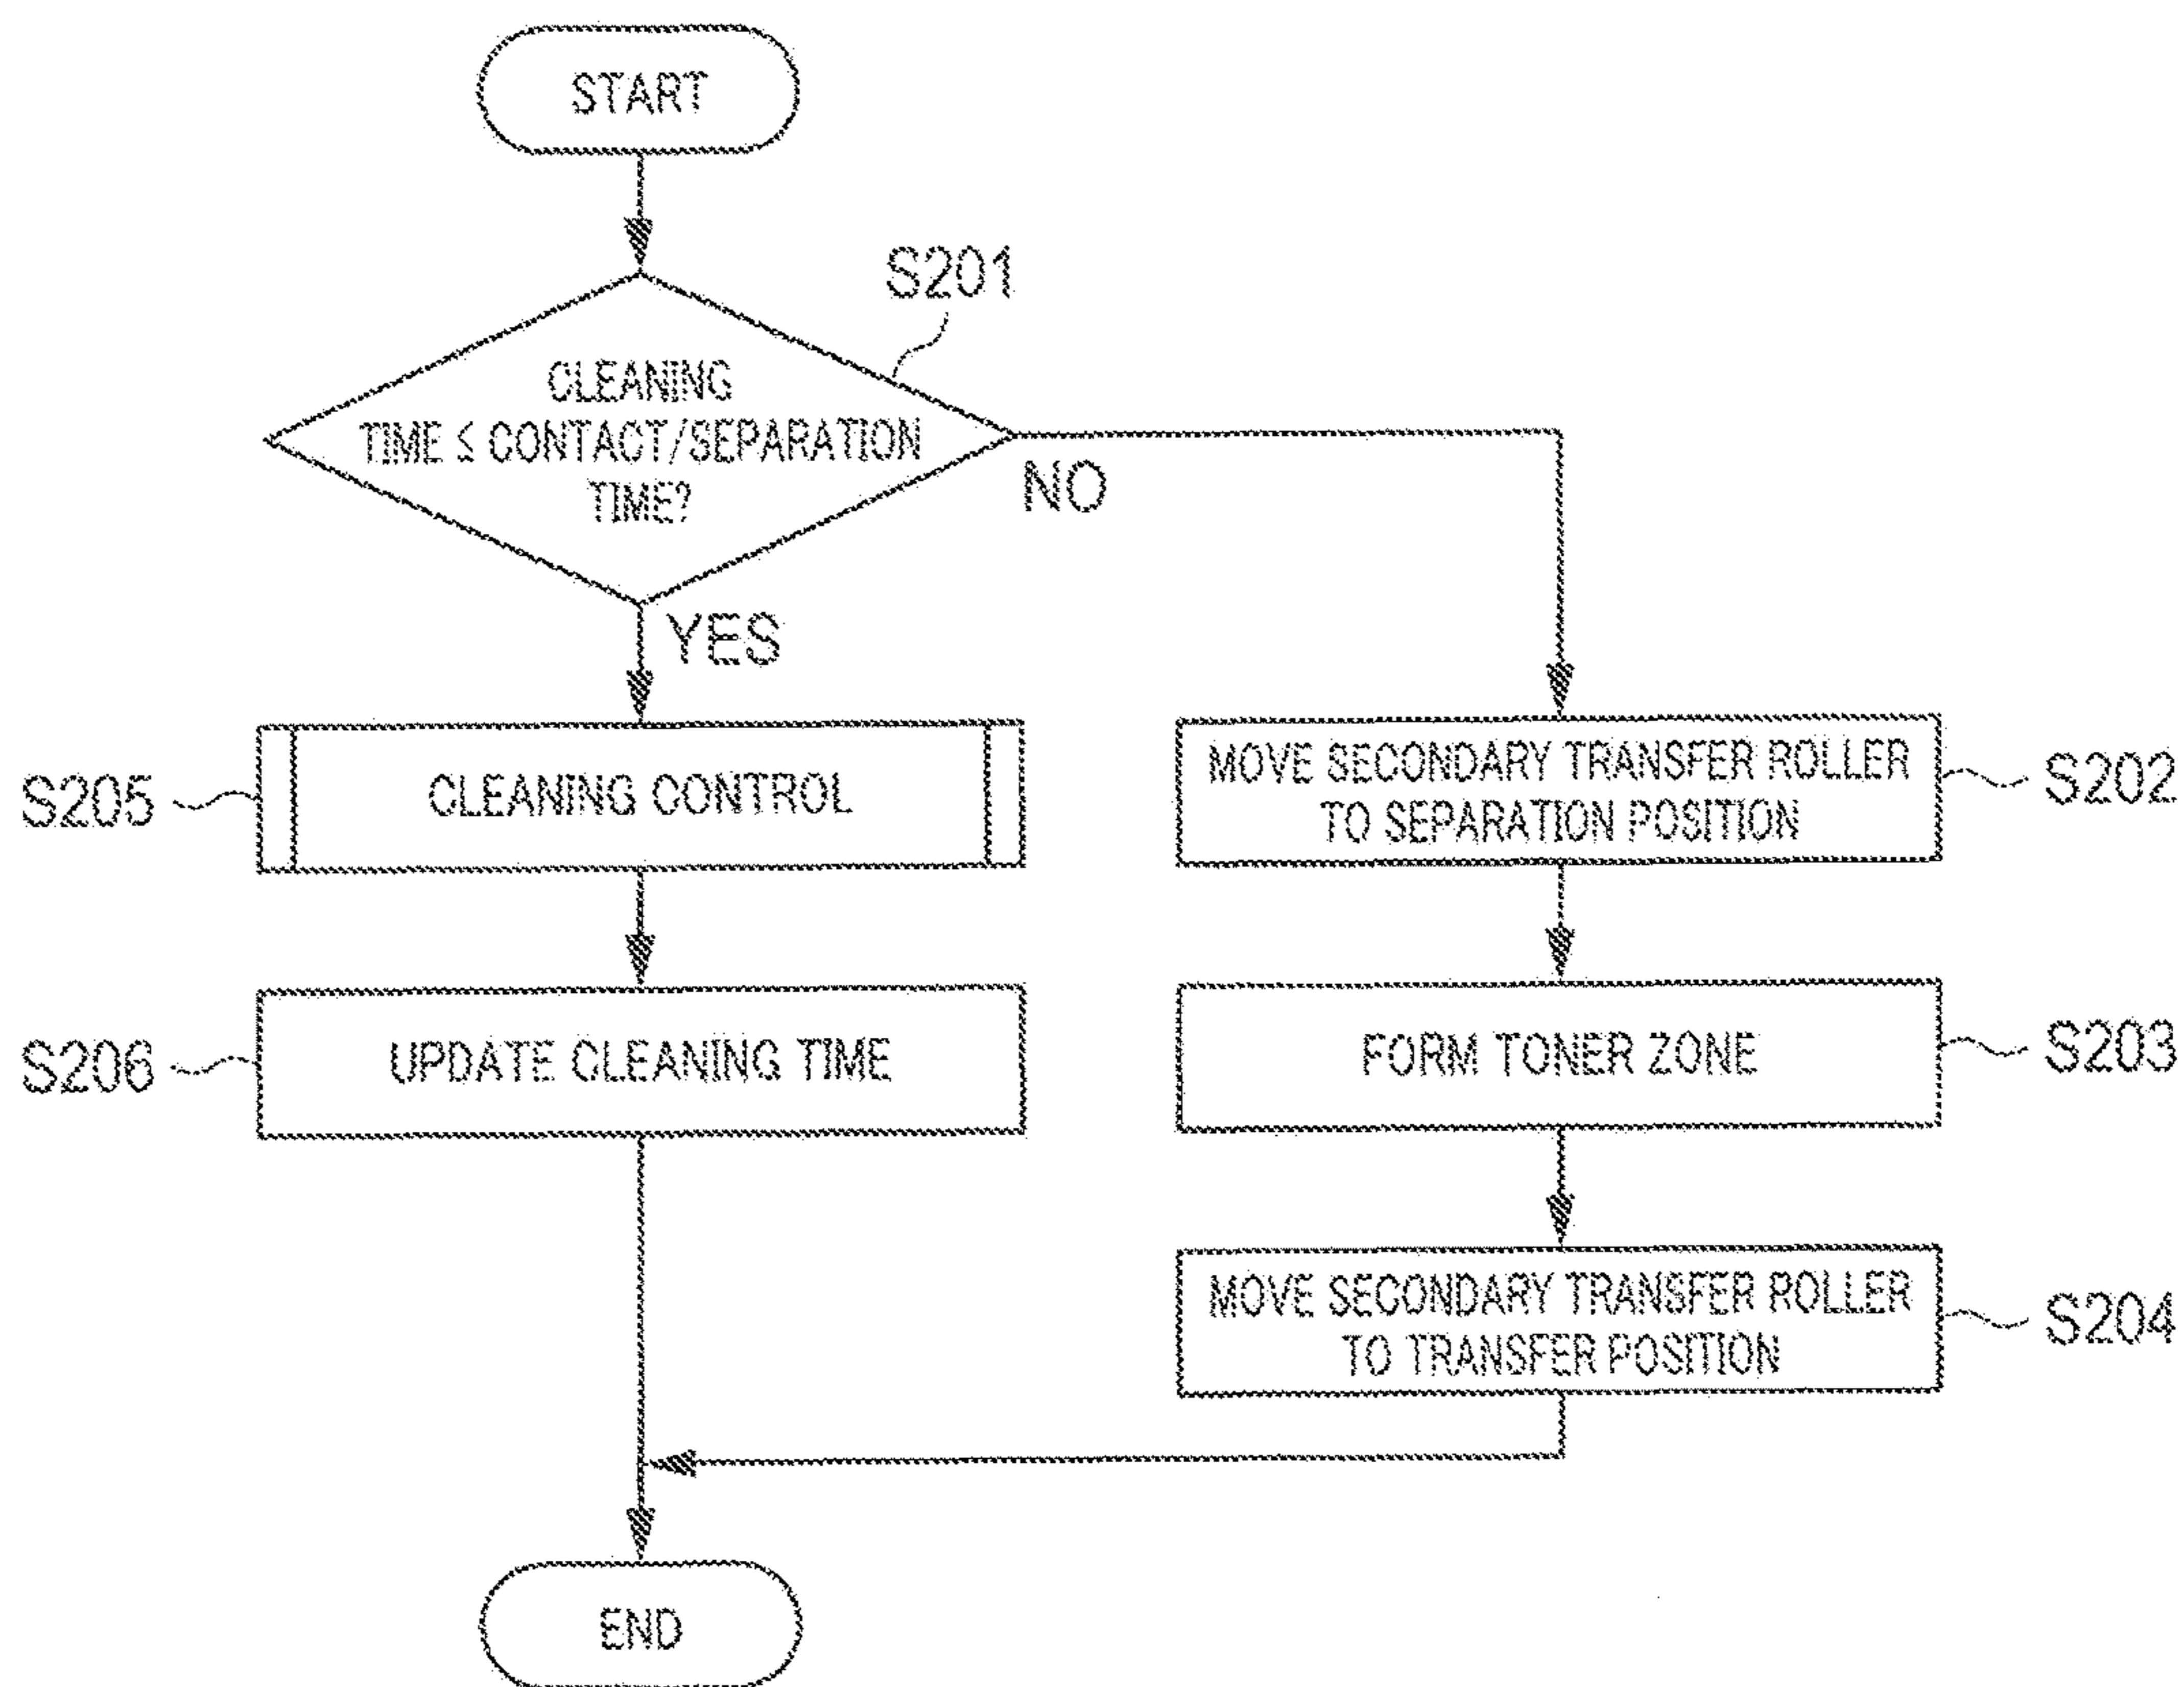 START
S201
CLEANING
TIME ≤ CONTACT/SEPARATION
TIME?
NO
YES
S205
CLEANING CONTROL
MOVE SECONDARY TRANSFER ROLLER
TO SEPARATION POSITION
S202
S206
UPDATE CLEANING TIME
FORM TONER ZONE
S203
MOVE SECONDARY TRANSFER ROLLER
TO TRANSFER POSITION
S204
END